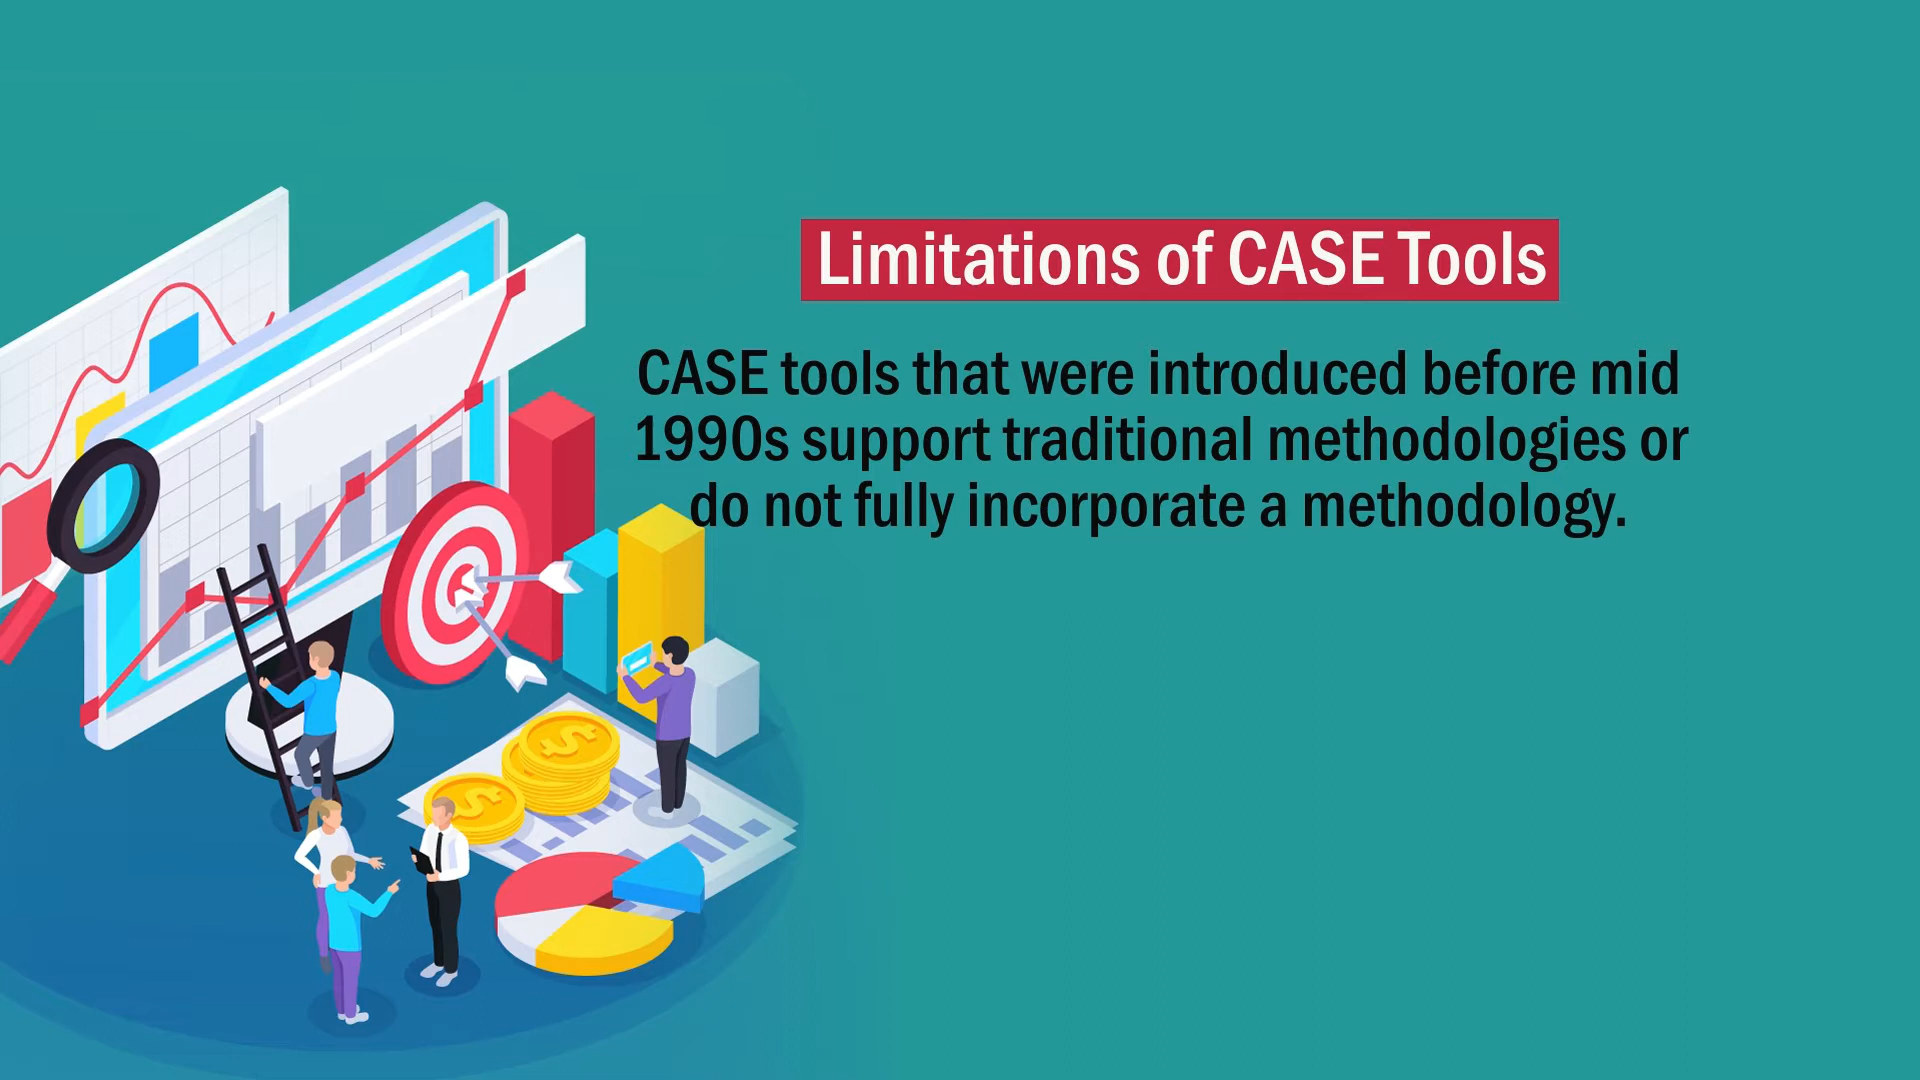 Limitations of CASE Tools
CASE tools that were introduced before mid
1990s support traditional methodologies or
do not fully incorporate a methodology.